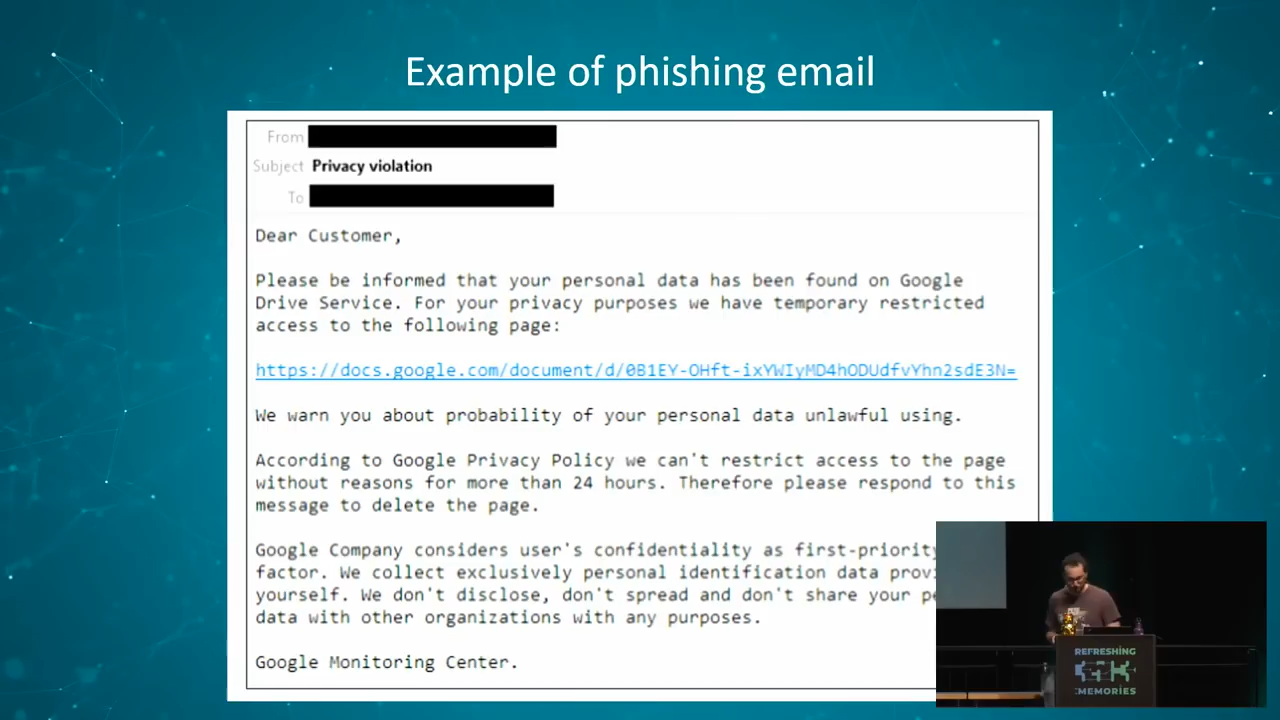 Example of phishing email
From
Subject Privacy violation
To
Dear Customer,
Please be informed that your personal data has been found on Google
Drive Service. For your privacy purposes we have temporary restricted
access to the following page:
https://docs.google.com/document/d/0B1EY-OHft-ixYWIyMD4hODUdfvYhn2sdE3N=
We warn you about probability of your personal data unlawful using.
According to Google Privacy Policy we can't restrict access to the page
without reasons for more than 24 hours. Therefore please respond to this
message to delete the page.
Google Company considers user's confidentiality as first-priority
factor. We collect exclusively personal identification data provi
yourself. We don't disclose, don't spread and don't share your pe
data with other organizations with any purposes.
Google Monitoring Center.
REFRESHING
:MEMORIES